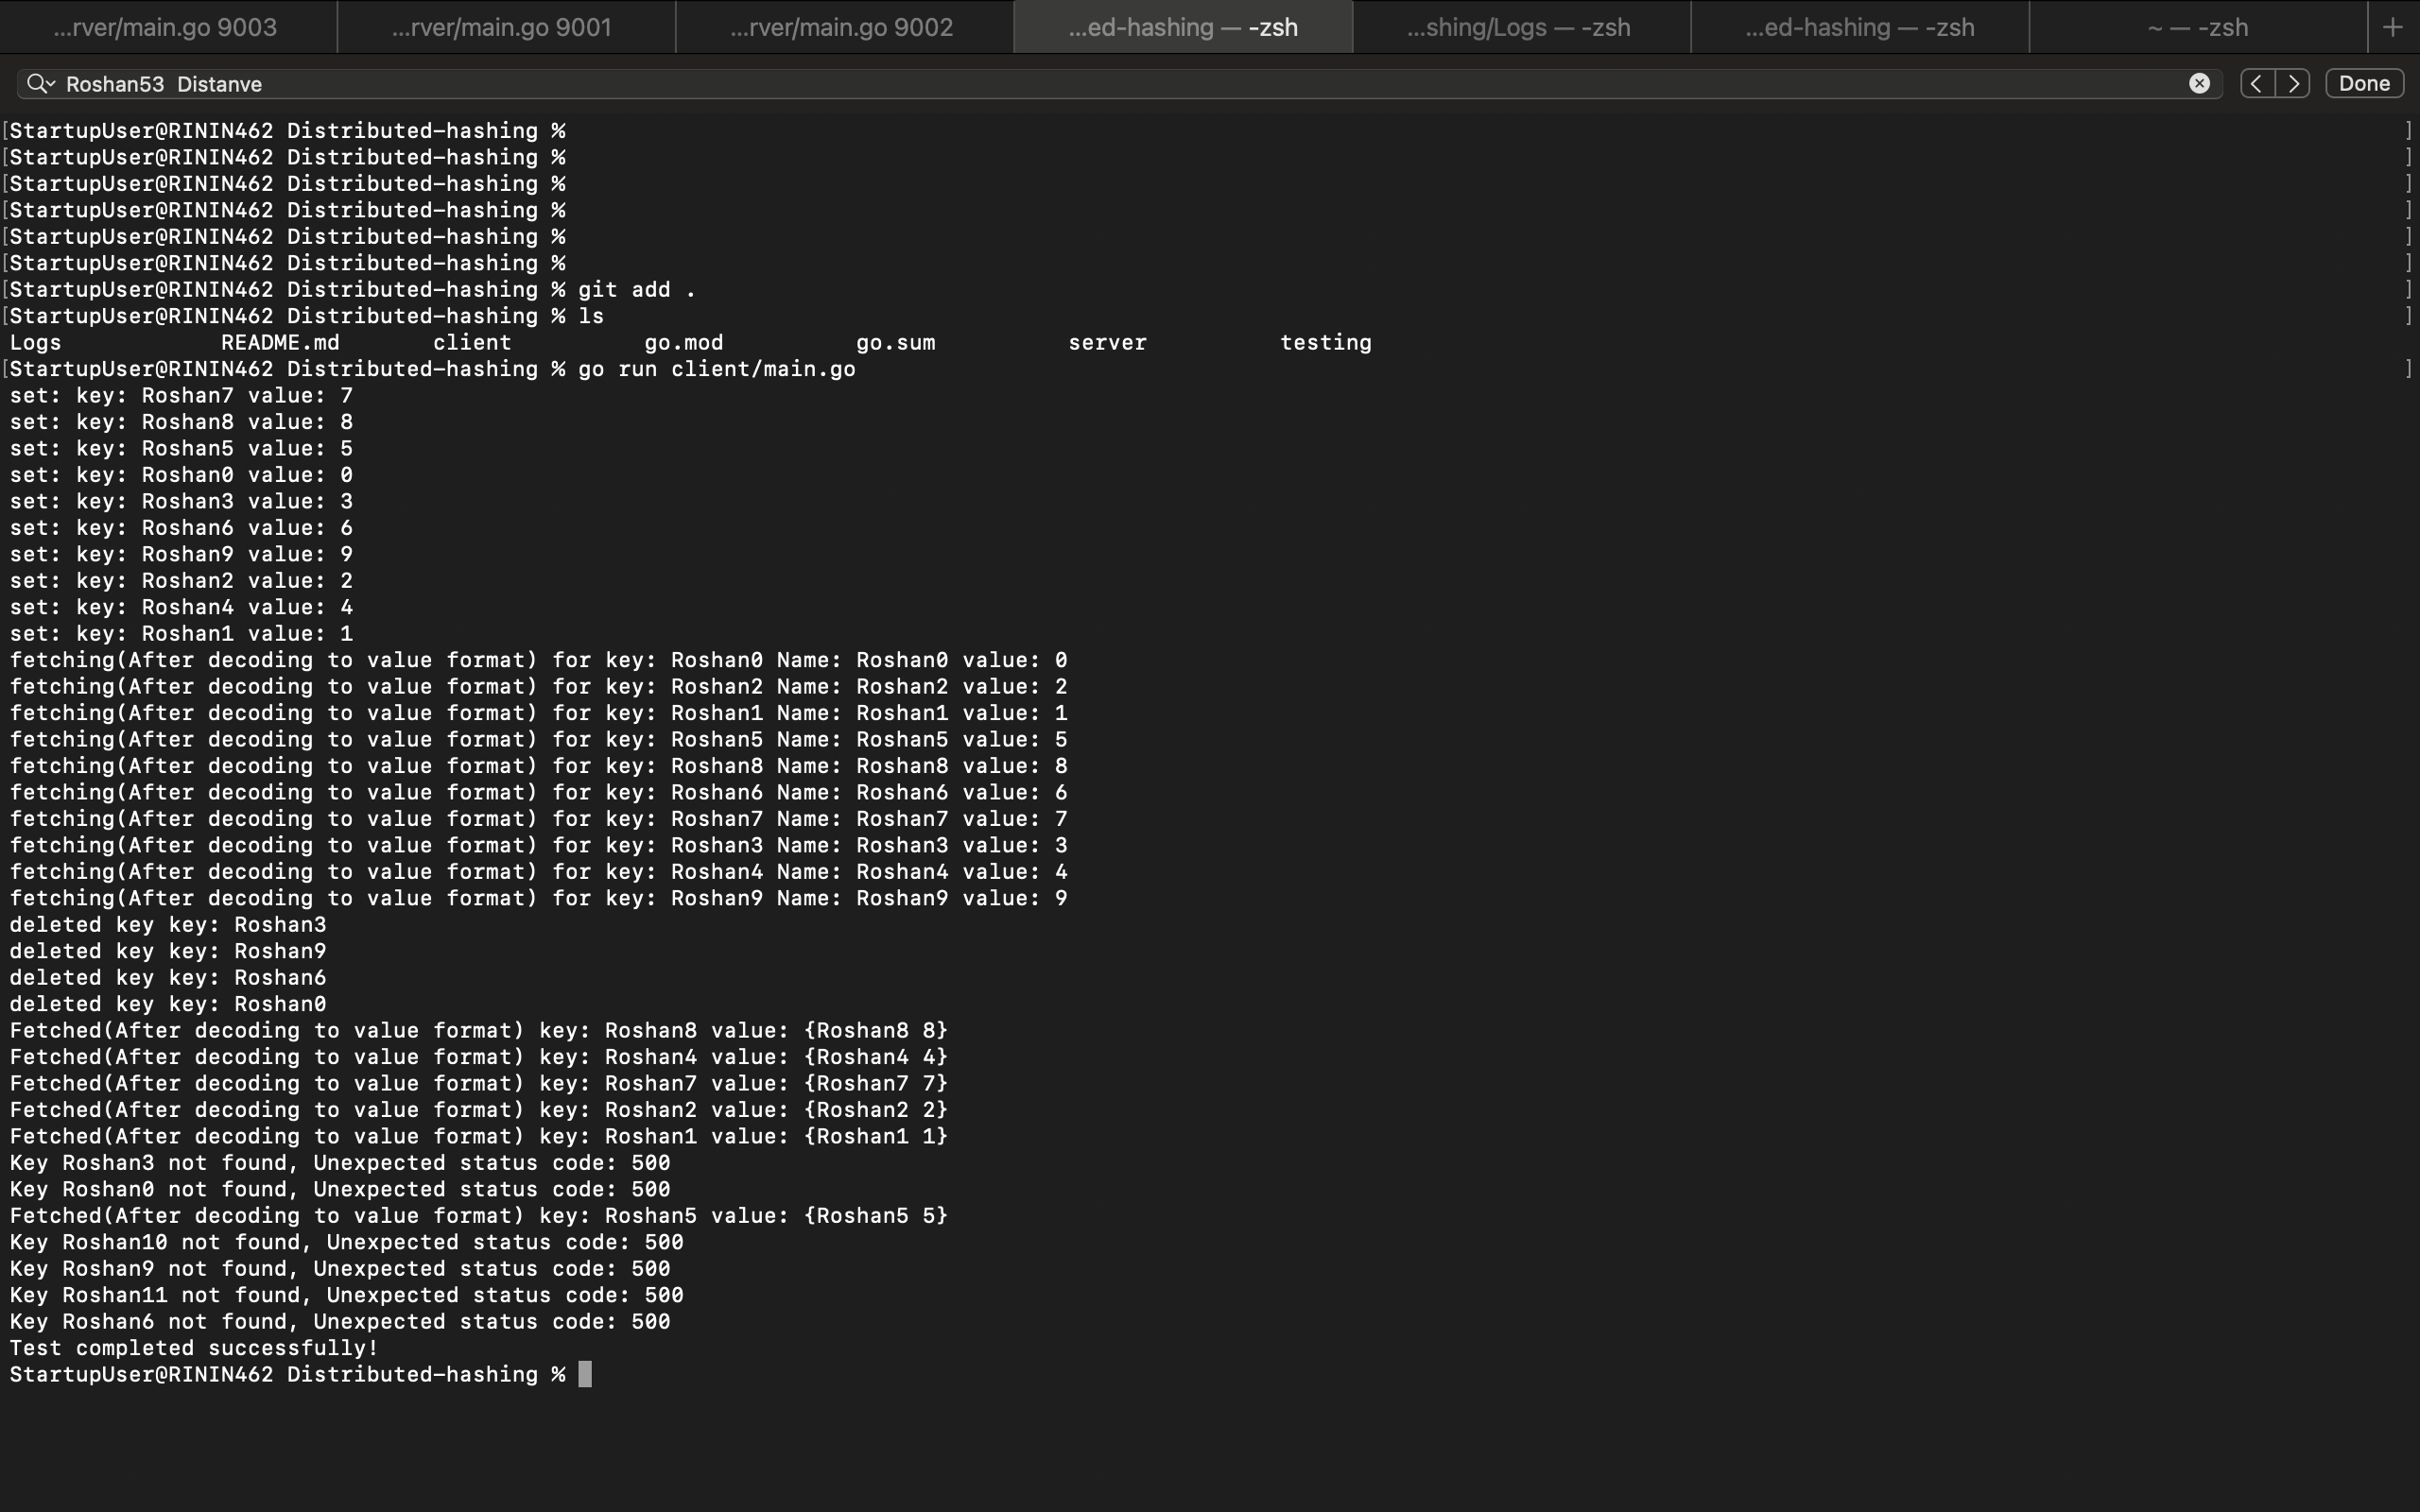 ...rver/main.go 9003 ...rver/main.go 9001 ...rver/main.go 9002 ...ed-hashing — -zsh ...shing/Logs — -zsh ...ed-hashing — -zsh ~ — -zsh +
Roshan53  Distanve Done
[StartupUser@RININ462 Distributed-hashing % ]
[StartupUser@RININ462 Distributed-hashing % ]
[StartupUser@RININ462 Distributed-hashing % ]
[StartupUser@RININ462 Distributed-hashing % ]
[StartupUser@RININ462 Distributed-hashing % ]
[StartupUser@RININ462 Distributed-hashing % ]
[StartupUser@RININ462 Distributed-hashing % git add . ]
[StartupUser@RININ462 Distributed-hashing % ls ]
Logs README.md client go.mod go.sum server testing
[StartupUser@RININ462 Distributed-hashing % go run client/main.go ]
set: key: Roshan7 value: 7
set: key: Roshan8 value: 8
set: key: Roshan5 value: 5
set: key: Roshan0 value: 0
set: key: Roshan3 value: 3
set: key: Roshan6 value: 6
set: key: Roshan9 value: 9
set: key: Roshan2 value: 2
set: key: Roshan4 value: 4
set: key: Roshan1 value: 1
fetching(After decoding to value format) for key: Roshan0 Name: Roshan0 value: 0
fetching(After decoding to value format) for key: Roshan2 Name: Roshan2 value: 2
fetching(After decoding to value format) for key: Roshan1 Name: Roshan1 value: 1
fetching(After decoding to value format) for key: Roshan5 Name: Roshan5 value: 5
fetching(After decoding to value format) for key: Roshan8 Name: Roshan8 value: 8
fetching(After decoding to value format) for key: Roshan6 Name: Roshan6 value: 6
fetching(After decoding to value format) for key: Roshan7 Name: Roshan7 value: 7
fetching(After decoding to value format) for key: Roshan3 Name: Roshan3 value: 3
fetching(After decoding to value format) for key: Roshan4 Name: Roshan4 value: 4
fetching(After decoding to value format) for key: Roshan9 Name: Roshan9 value: 9
deleted key key: Roshan3
deleted key key: Roshan9
deleted key key: Roshan6
deleted key key: Roshan0
Fetched(After decoding to value format) key: Roshan8 value: {Roshan8 8}
Fetched(After decoding to value format) key: Roshan4 value: {Roshan4 4}
Fetched(After decoding to value format) key: Roshan7 value: {Roshan7 7}
Fetched(After decoding to value format) key: Roshan2 value: {Roshan2 2}
Fetched(After decoding to value format) key: Roshan1 value: {Roshan1 1}
Key Roshan3 not found, Unexpected status code: 500
Key Roshan0 not found, Unexpected status code: 500
Fetched(After decoding to value format) key: Roshan5 value: {Roshan5 5}
Key Roshan10 not found, Unexpected status code: 500
Key Roshan9 not found, Unexpected status code: 500
Key Roshan11 not found, Unexpected status code: 500
Key Roshan6 not found, Unexpected status code: 500
Test completed successfully!
StartupUser@RININ462 Distributed-hashing %